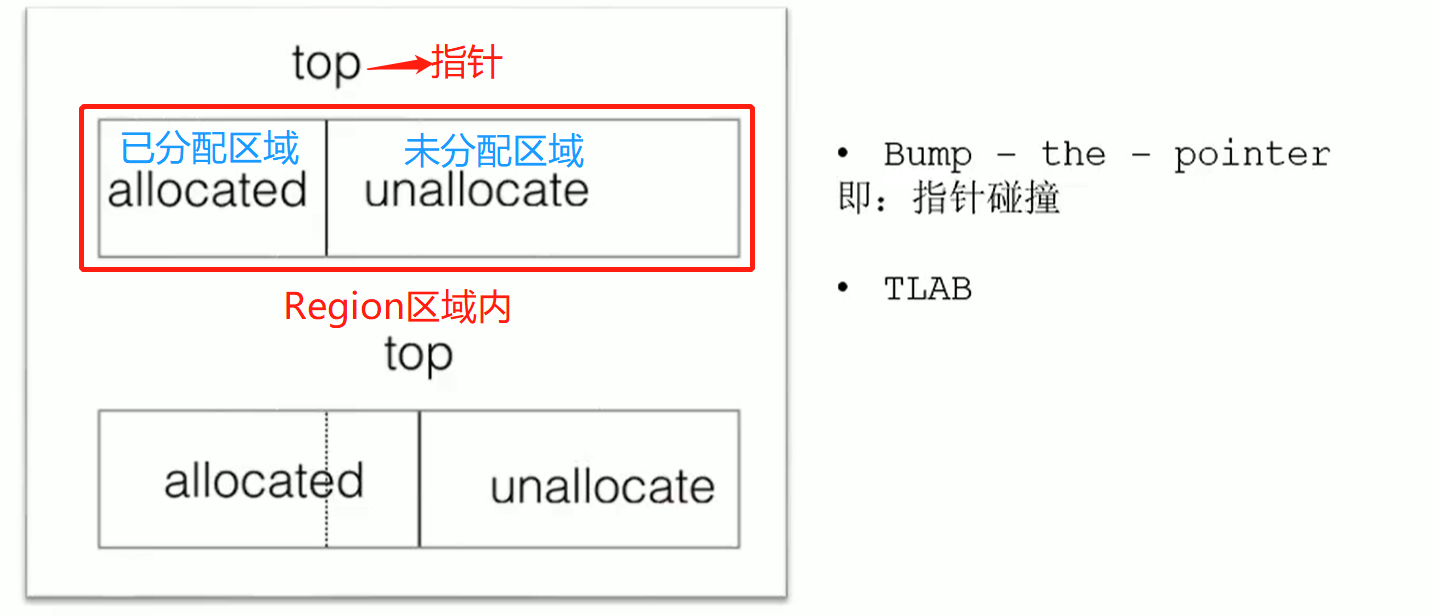 top 指针
已分配区域 未分配区域
allocated unallocate
Region区域内
top
allocated unallocate
• Bump – the – pointer
即：指针碰撞
• TLAB